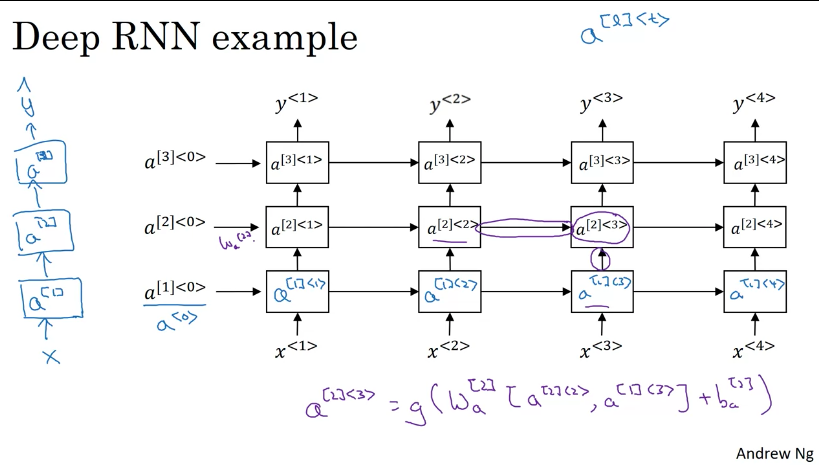 Deep RNN example
a^{[l]<t>}
ŷ
a^{[3]}
a^{[2]}
a^{[1]}
x
y^{<1>} y^{<2>} y^{<3>} y^{<4>}
a^{[3]<0>} a^{[3]<1>} a^{[3]<2>} a^{[3]<3>} a^{[3]<4>}
a^{[2]<0>} a^{[2]<1>} a^{[2]<2>} a^{[2]<3>} a^{[2]<4>}
a^{[1]<0>} a^{[1]<1>} a^{[1]<2>} a^{[1]<3>} a^{[1]<4>}
a^{<0>}
x^{<1>} x^{<2>} x^{<3>} x^{<4>}
a^{[2]<3>} = g(W_a^{[2]} [a^{[2]<2>}, a^{[1]<3>}] + b_a^{[2]})
Andrew Ng